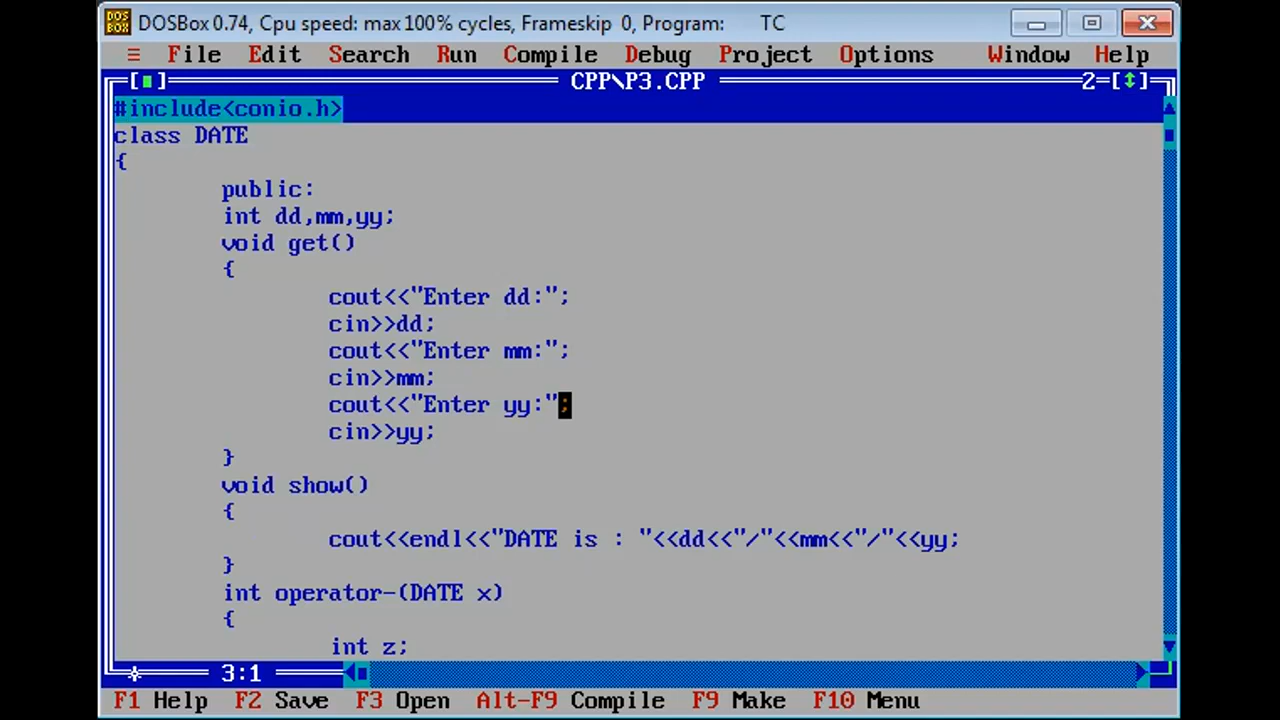 DOSBox 0.74, Cpu speed: max 100% cycles, Frameskip 0, Program: TC
≡ File Edit Search Run Compile Debug Project Options Window Help
[■] CPP\P3.CPP 2=[↕]
#include<conio.h>
class DATE
{
public:
int dd,mm,yy;
void get()
{
cout<<"Enter dd:";
cin>>dd;
cout<<"Enter mm:";
cin>>mm;
cout<<"Enter yy:";
cin>>yy;
}
void show()
{
cout<<endl<<"DATE is : "<<dd<<"/"<<mm<<"/"<<yy;
}
int operator-(DATE x)
{
int z;
3:1
F1 Help F2 Save F3 Open Alt-F9 Compile F9 Make F10 Menu